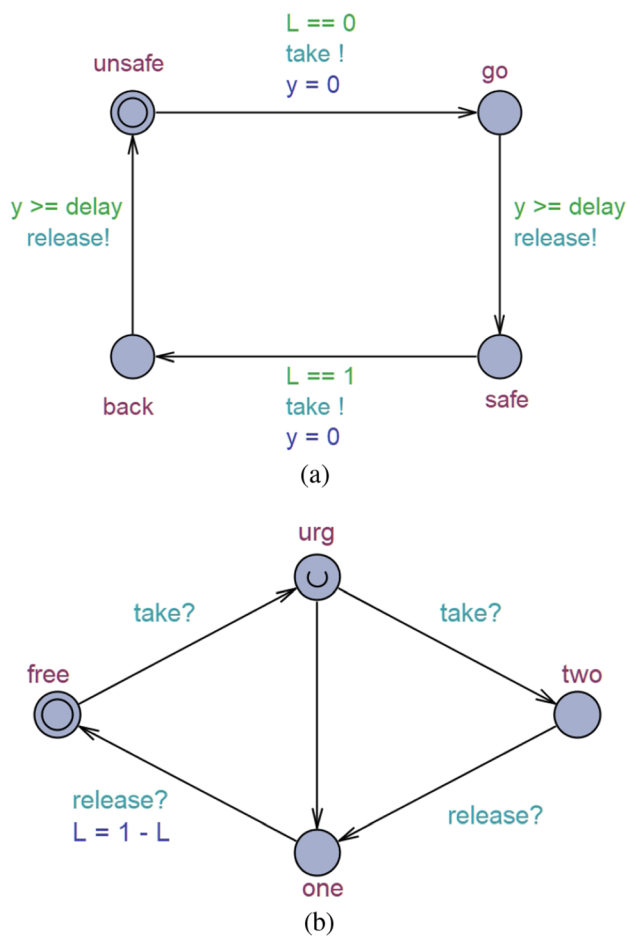 L == 0
take !
y = 0
unsafe
go
y >= delay
release!
y >= delay
release!
L == 1
take !
y = 0
back
safe
(a)
urg
take?
take?
free
two
release?
L = 1 - L
release?
one
(b)